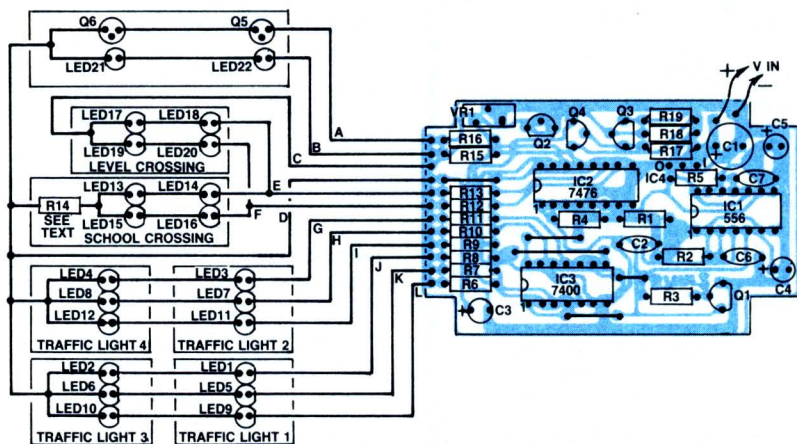 Q6 Q5
LED21 LED22
LED17 LED18
LED19 LED20
LEVEL CROSSING
LED13 LED14
R14
SEE
TEXT
LED15 LED16
SCHOOL CROSSING
LED4 LED3
LED8 LED7
LED12 LED11
TRAFFIC LIGHT 4 TRAFFIC LIGHT 2
LED2 LED1
LED6 LED5
LED10 LED9
TRAFFIC LIGHT 3 TRAFFIC LIGHT 1
A
B
C
E
F D
G
H
I
J
K
L
+ V IN
−
VR1 Q2 Q4 Q3
R19
R18
R17
C1 +
C5 +
R16
R15
O I
IC4 R5 C7
IC2
7476
1
IC1
556
R13
R12
R11
R10
C9
R8
R7
R6
R4 R1
C2 R2 C6
IC3
7400
1
R3 Q1
+ C3
+ C4